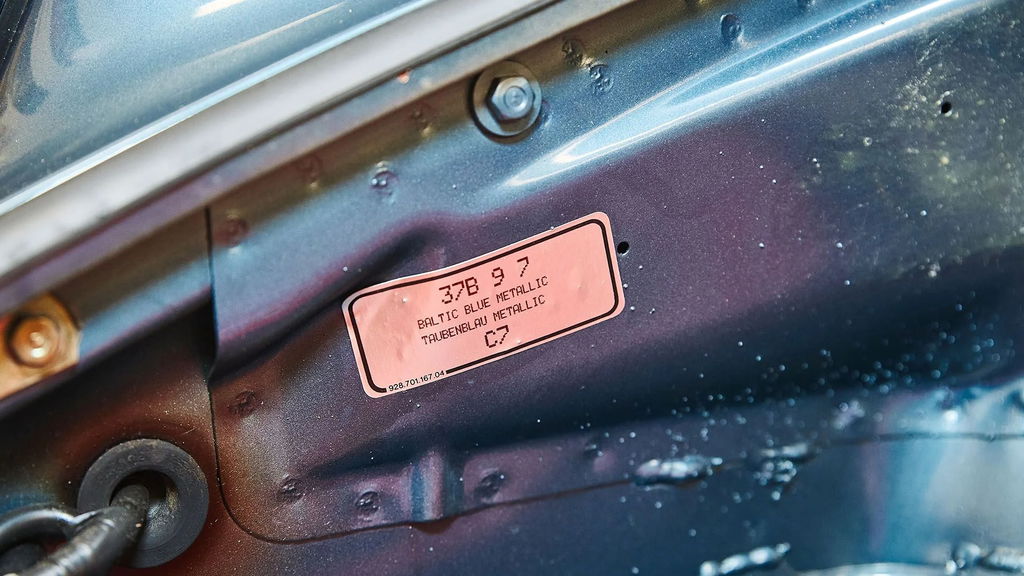 37B 9 7
BALTIC BLUE METALLIC
TAUBENBLAU METALLIC
C7
928.701.167.04